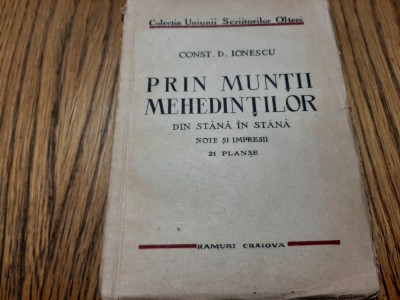 Colecția Uniunii Scriitorilor Olteni
CONST. D. IONESCU
PRIN MUNȚII
MEHEDINȚILOR
DIN STÂNĂ ÎN STÂNĂ
NOTE ȘI IMPRESII
21 PLANȘE
RAMURI CRAIOVA